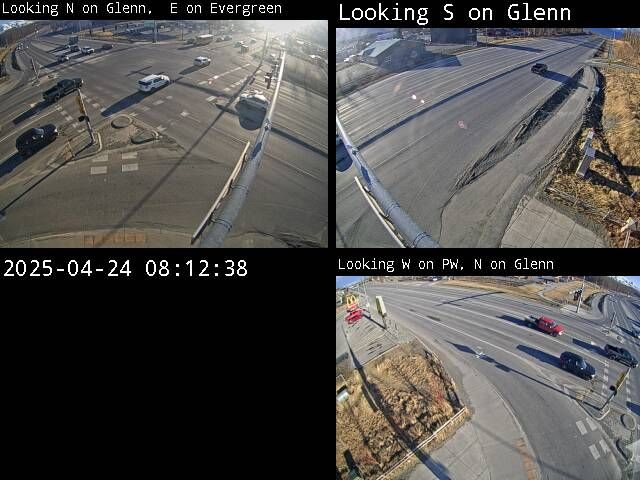 Looking N on Glenn,  E on Evergreen
Looking S on Glenn
2025-04-24 08:12:38
Looking W on PW, N on Glenn